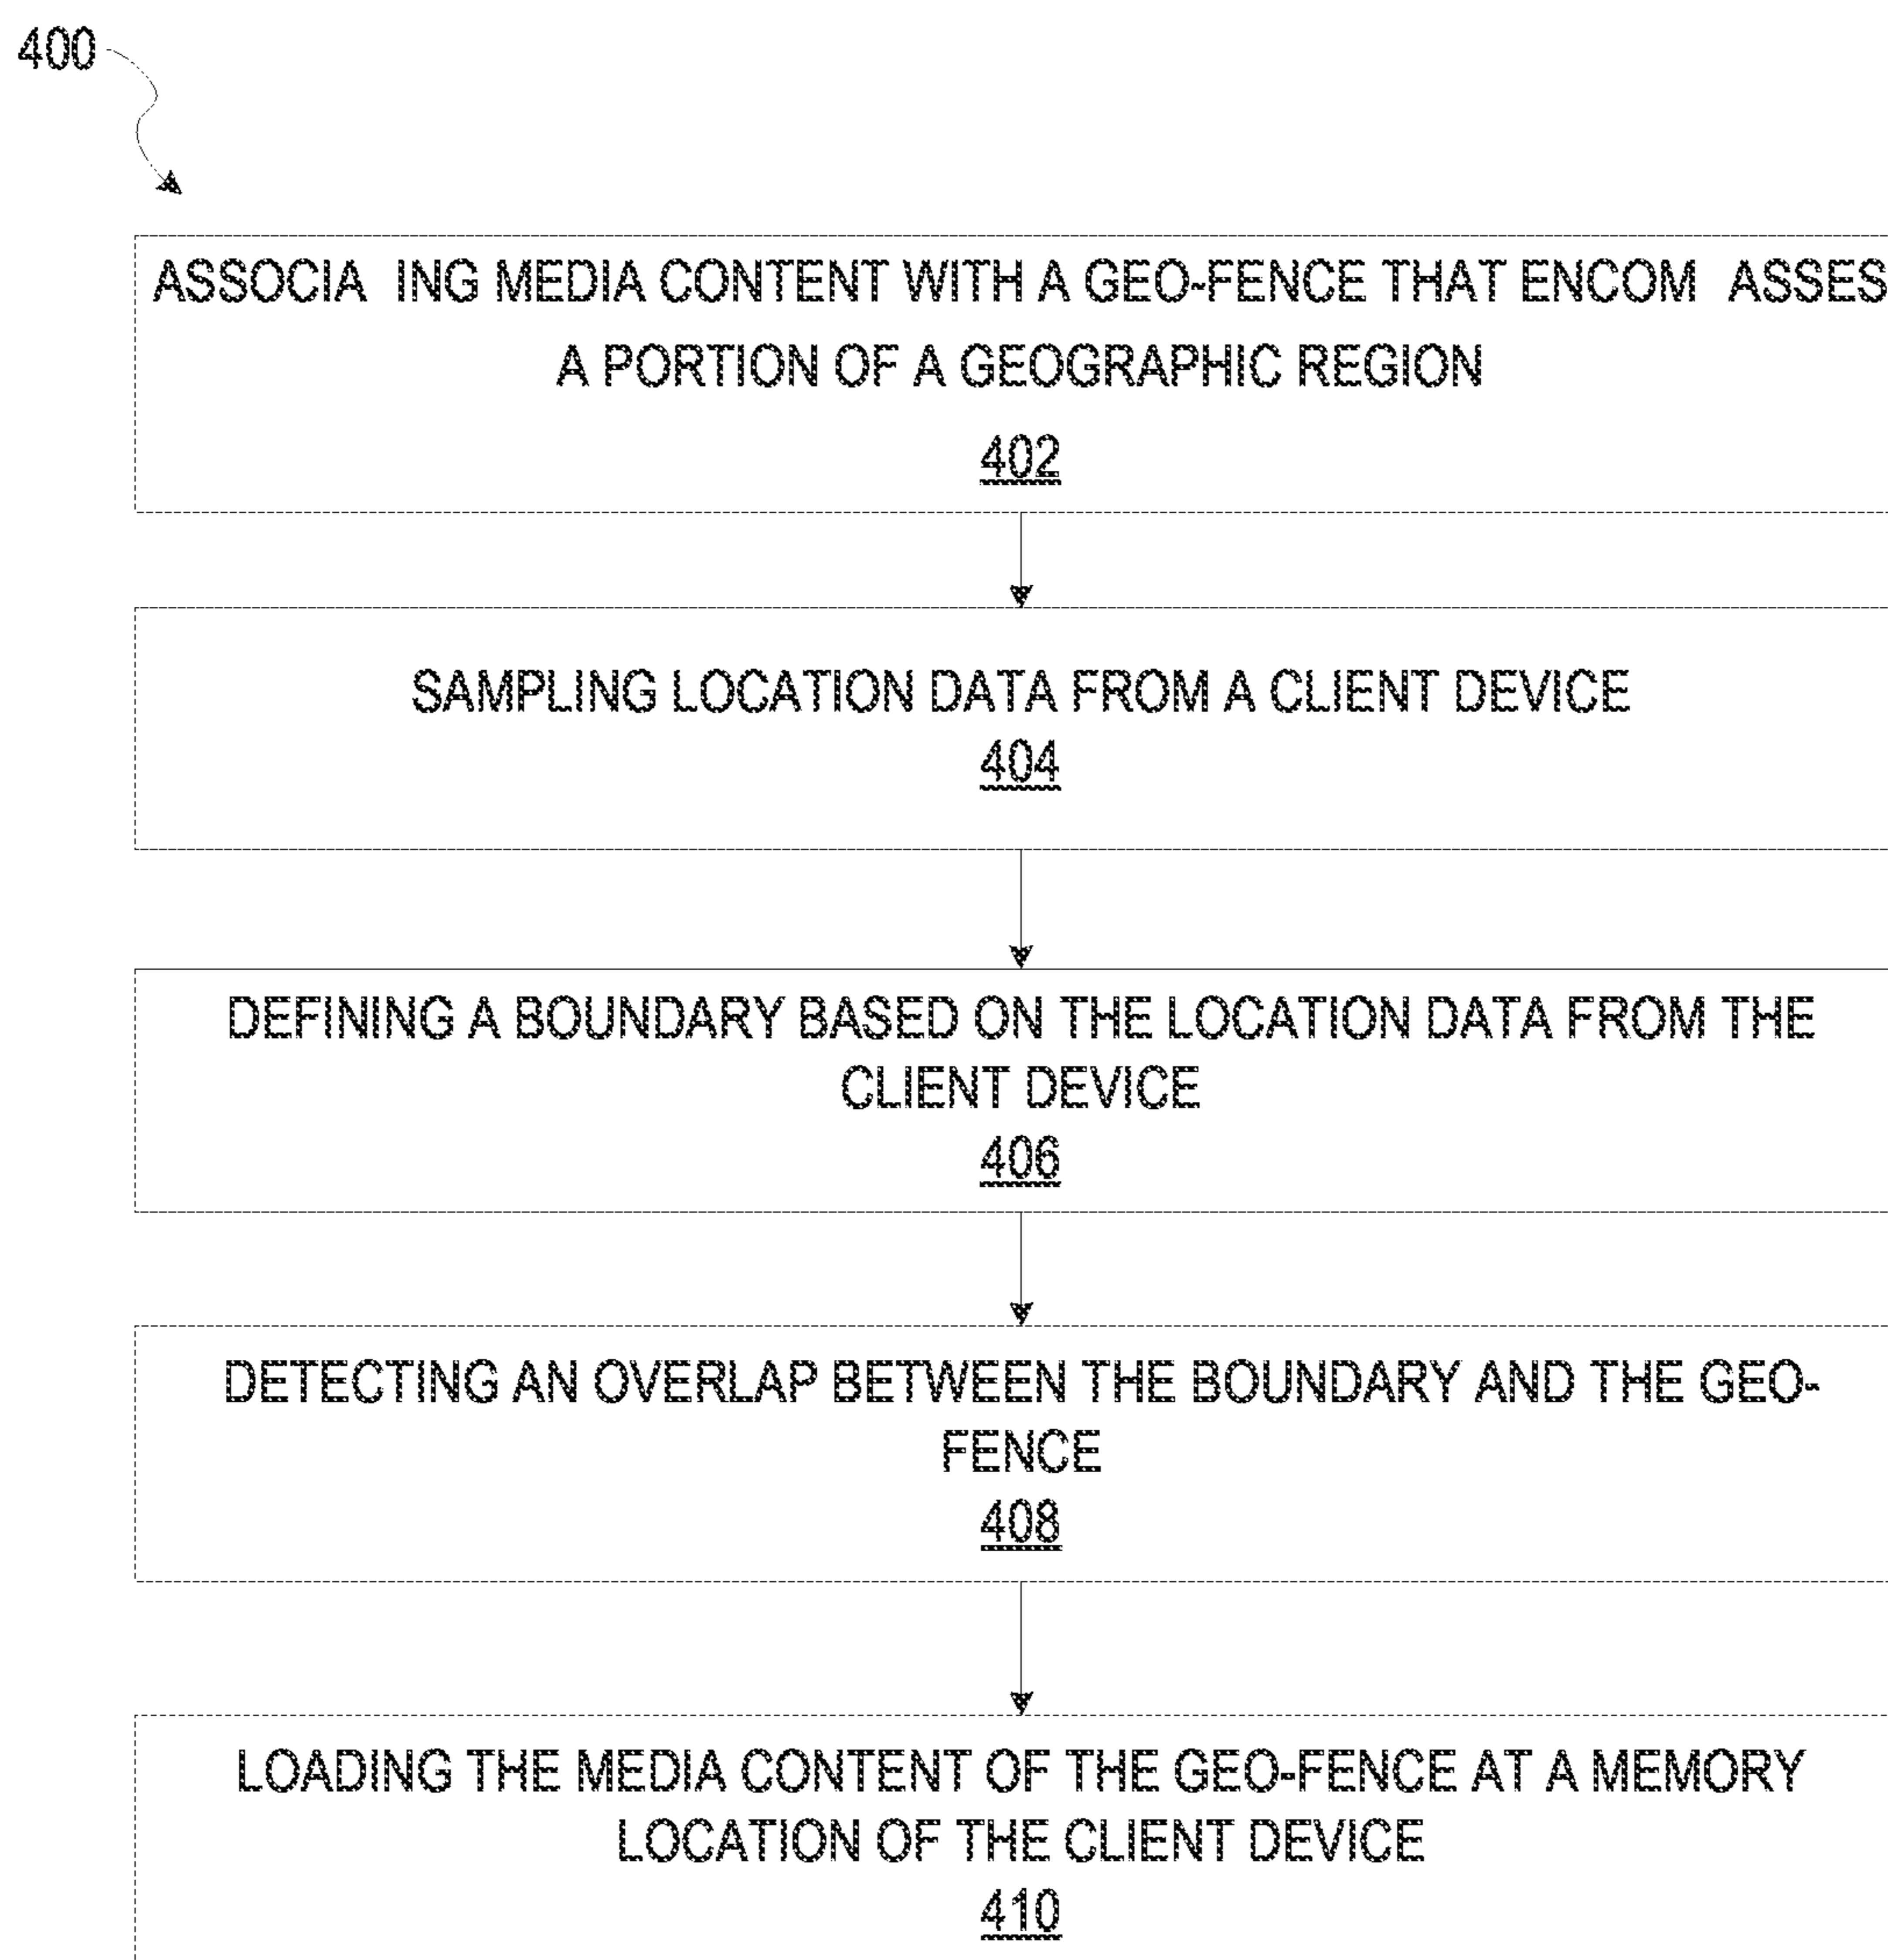 400
ASSOCIA ING MEDIA CONTENT WITH A GEO-FENCE THAT ENCOM ASSES
A PORTION OF A GEOGRAPHIC REGION
402
SAMPLING LOCATION DATA FROM A CLIENT DEVICE
404
DEFINING A BOUNDARY BASED ON THE LOCATION DATA FROM THE
CLIENT DEVICE
406
DETECTING AN OVERLAP BETWEEN THE BOUNDARY AND THE GEO-
FENCE
408
LOADING THE MEDIA CONTENT OF THE GEO-FENCE AT A MEMORY
LOCATION OF THE CLIENT DEVICE
410